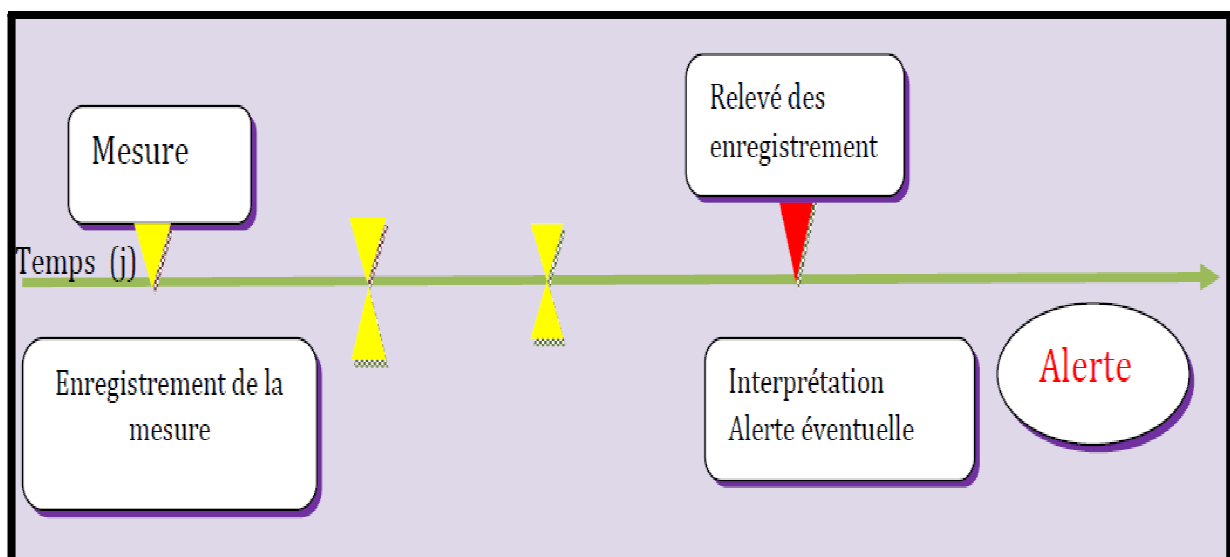 Mesure
Relevé des
enregistrement
Temps (j)
Enregistrement de la
mesure
Interprétation
Alerte éventuelle
Alerte